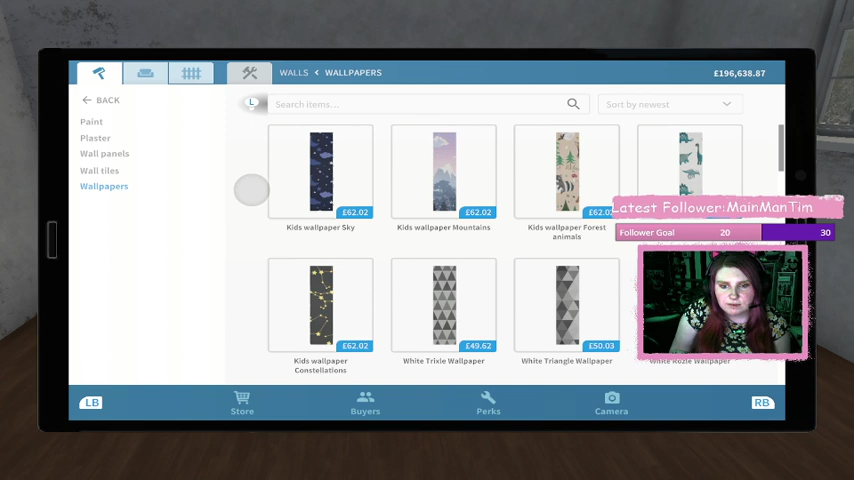 WALLS < WALLPAPERS
£196,638.87
BACK
L
Search items...
Sort by newest
Paint
Plaster
Wall panels
Wall tiles
Wallpapers
£62.02
£62.02
£62.02
Kids wallpaper Sky
Kids wallpaper Mountains
Kids wallpaper Forest
animals
Latest Follower:MainManTim
Follower Goal 20 30
£62.02
£49.62
£50.03
Kids wallpaper
Constellations
White Trixle Wallpaper
White Triangle Wallpaper
White Rozle Wallpaper
LB
Store
Buyers
Perks
Camera
RB